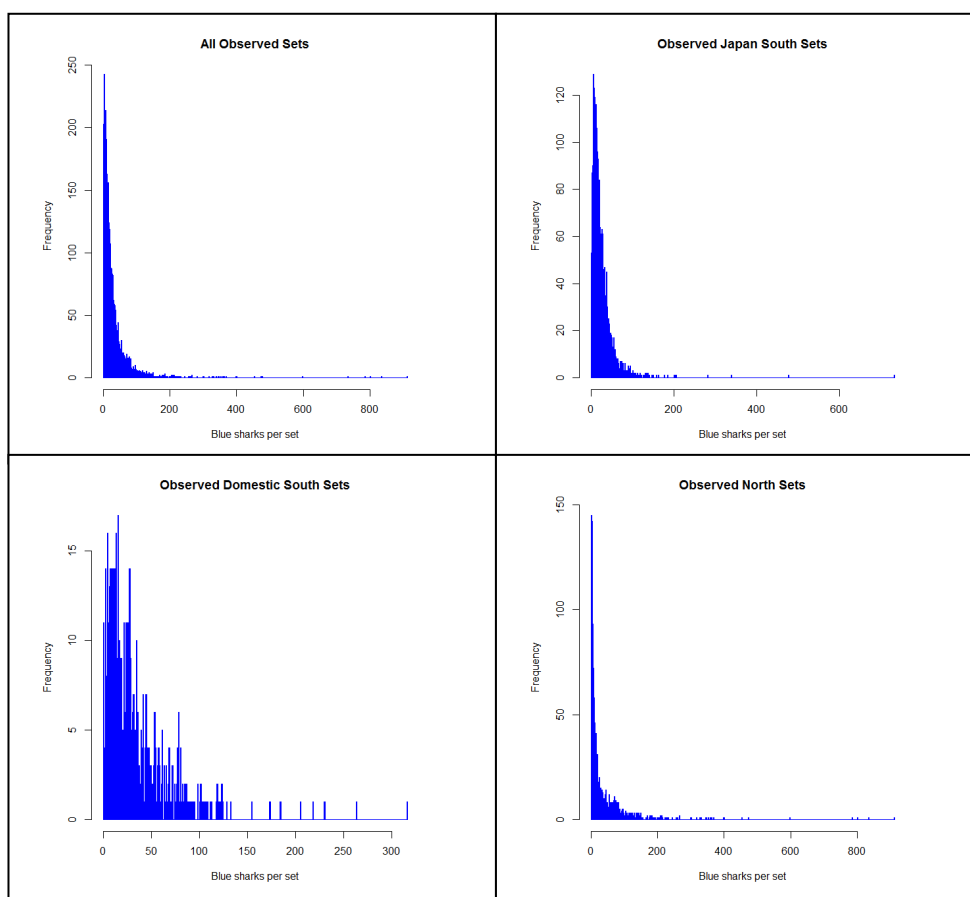 All Observed Sets
Frequency
0
50
100
150
200
250
0 200 400 600 800
Blue sharks per set
Observed Japan South Sets
Frequency
0
20
40
60
80
100
120
0 200 400 600
Blue sharks per set
Observed Domestic South Sets
Frequency
0
5
10
15
0 50 100 150 200 250 300
Blue sharks per set
Observed North Sets
Frequency
0
50
100
150
0 200 400 600 800
Blue sharks per set